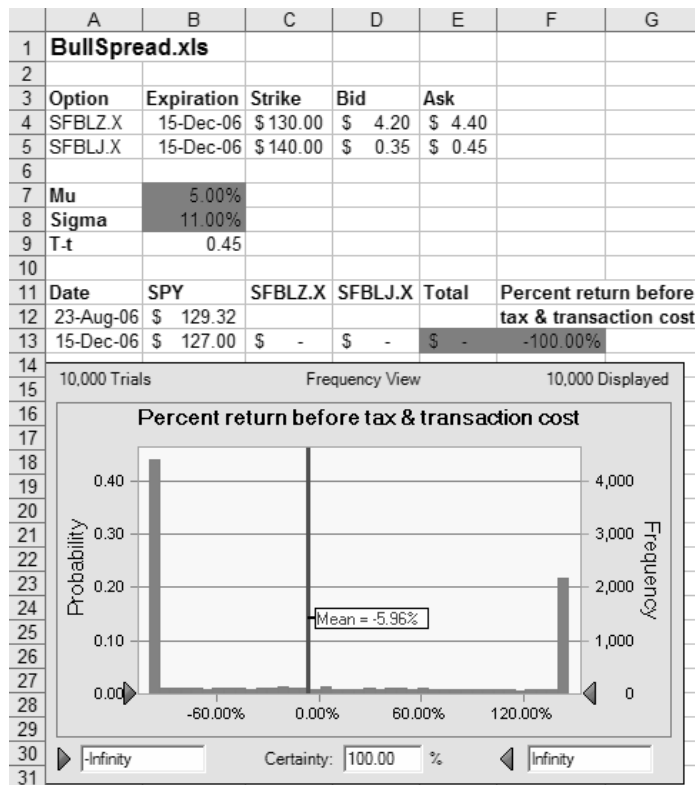 A B C D E F G
1 BullSpread.xls
2
3 Option Expiration Strike Bid Ask
4 SFBLZ.X 15-Dec-06 $130.00 $ 4.20 $ 4.40
5 SFBLJ.X 15-Dec-06 $140.00 $ 0.35 $ 0.45
6
7 Mu 5.00%
8 Sigma 11.00%
9 T-t 0.45
10
11 Date SPY SFBLZ.X SFBLJ.X Total Percent return before
12 23-Aug-06 $ 129.32 tax & transaction cost
13 15-Dec-06 $ 127.00 $ - $ - $ - -100.00%
14
15 10,000 Trials Frequency View 10,000 Displayed
16 Percent return before tax & transaction cost
17
18 0.40 4,000
19
20
21 0.30 3,000
22 Probability Frequency
23 0.20 2,000
24 Mean = -5.96%
25
26 0.10 1,000
27
28 0.00 0
29 -60.00% 0.00% 60.00% 120.00%
30 -Infinity Certainty: 100.00 % Infinity
31